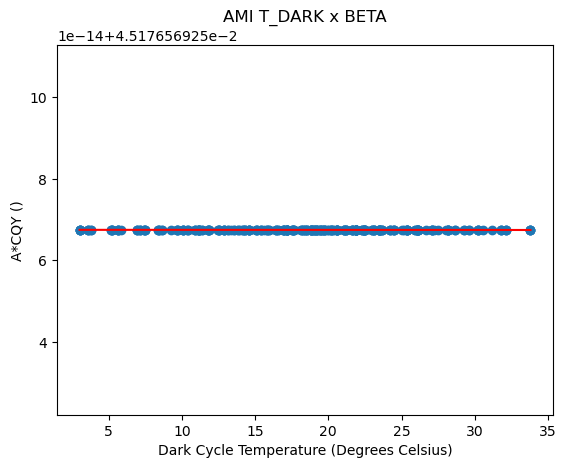 AMI T_DARK x BETA
1e−14+4.517656925e−2
10
8
6
4
A*CQY ()
5 10 15 20 25 30 35
Dark Cycle Temperature (Degrees Celsius)